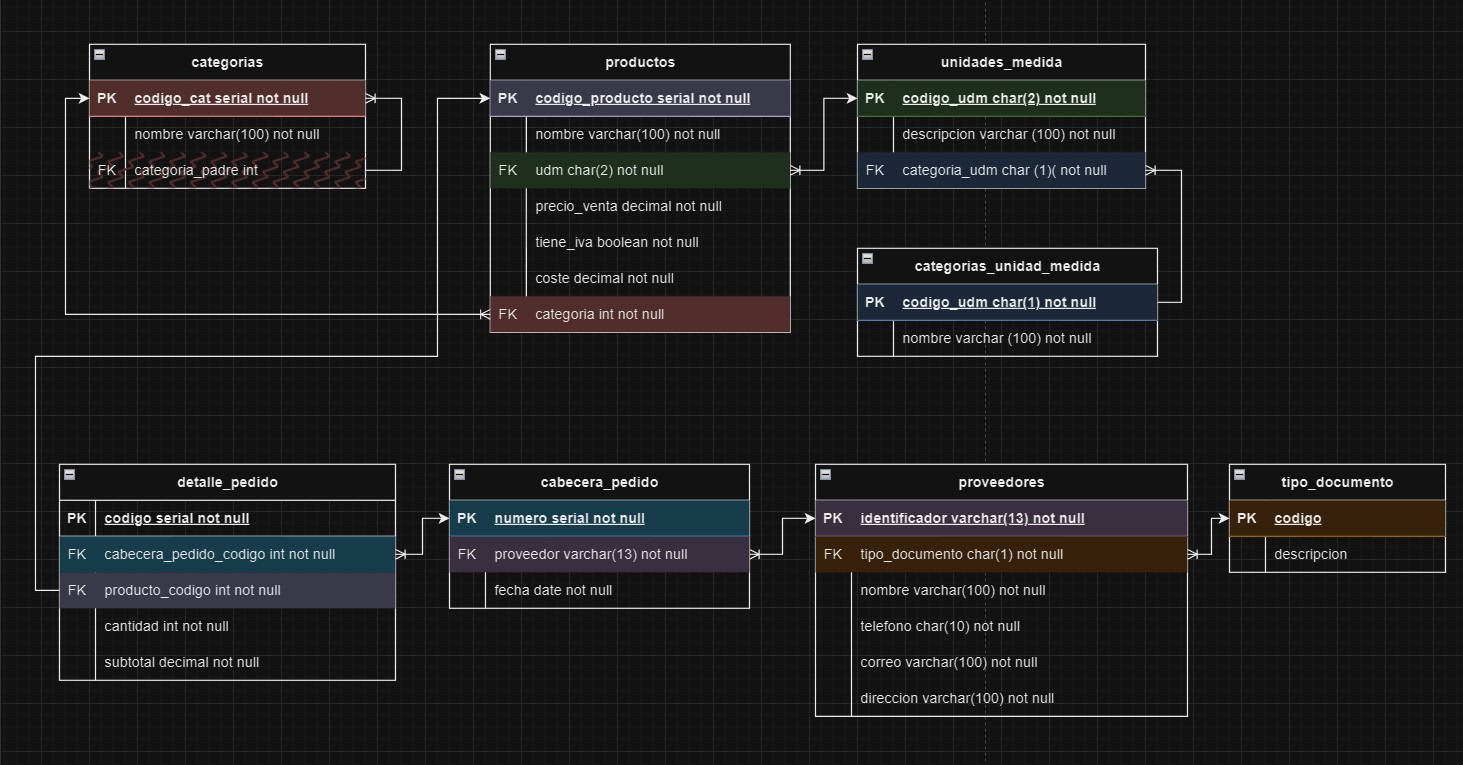 categorias
PK codigo_cat serial not null
nombre varchar(100) not null
FK categoria_padre int
productos
PK codigo_producto serial not null
nombre varchar(100) not null
FK udm char(2) not null
precio_venta decimal not null
tiene_iva boolean not null
coste decimal not null
FK categoria int not null
unidades_medida
PK codigo_udm char(2) not null
descripcion varchar (100) not null
FK categoria_udm char (1)( not null
categorias_unidad_medida
PK codigo_udm char(1) not null
nombre varchar (100) not null
detalle_pedido
PK codigo serial not null
FK cabecera_pedido_codigo int not null
FK producto_codigo int not null
cantidad int not null
subtotal decimal not null
cabecera_pedido
PK numero serial not null
FK proveedor varchar(13) not null
fecha date not null
proveedores
PK identificador varchar(13) not null
FK tipo_documento char(1) not null
nombre varchar(100) not null
telefono char(10) not null
correo varchar(100) not null
direccion varchar(100) not null
tipo_documento
PK codigo
descripcion